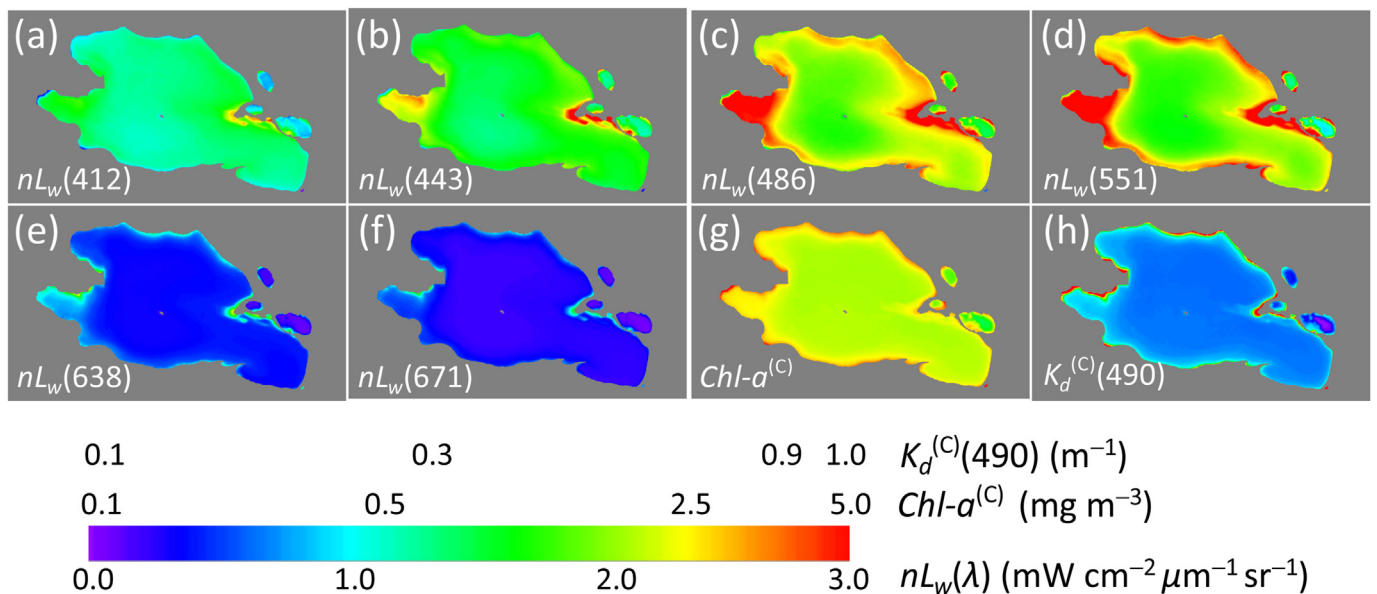 (a) (b) (c) (d)
nLw(412) nLw(443) nLw(486) nLw(551)
(e) (f) (g) (h)
nLw(638) nLw(671) Chl-a(C) Kd(C)(490)
0.1 0.3 0.9 1.0 Kd(C)(490) (m−1)
0.1 0.5 2.5 5.0 Chl-a(C) (mg m−3)
0.0 1.0 2.0 3.0 nLw(λ) (mW cm−2 μm−1 sr−1)